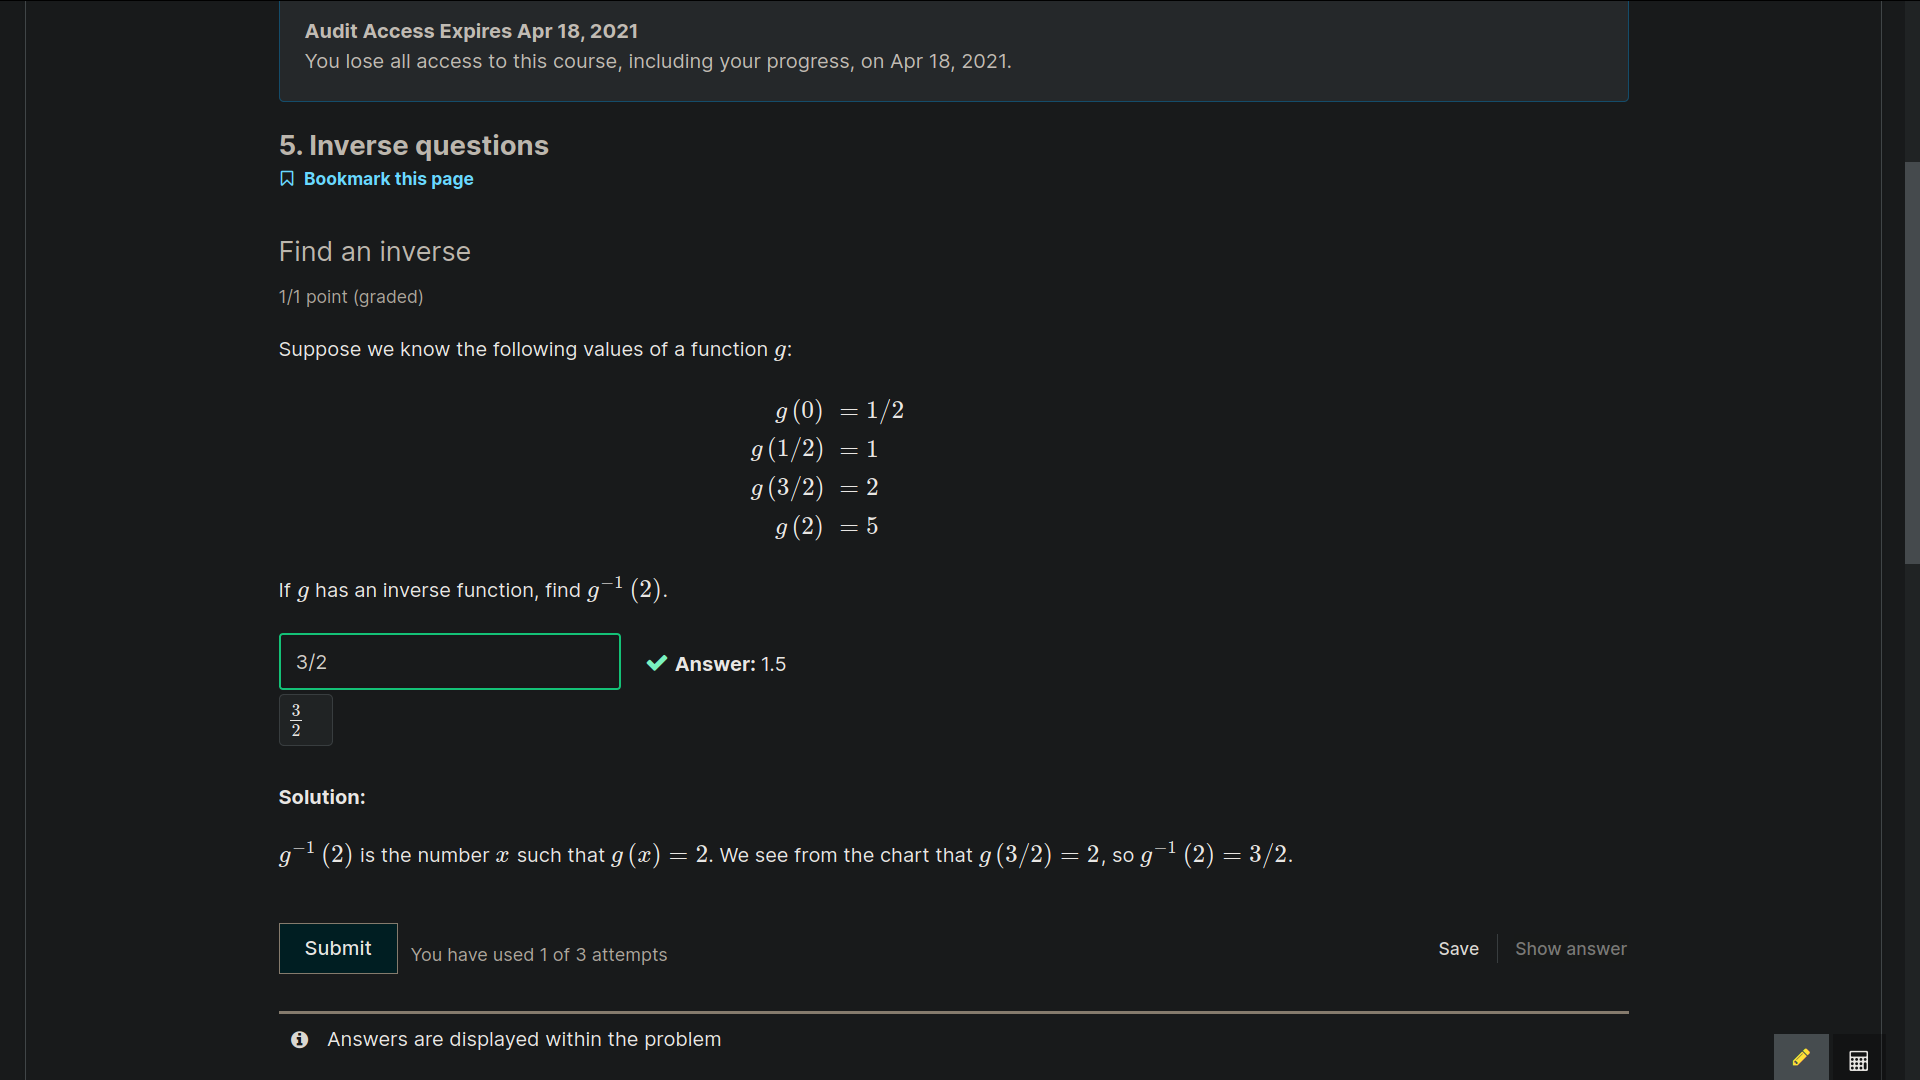 Audit Access Expires Apr 18, 2021
You lose all access to this course, including your progress, on Apr 18, 2021.
5. Inverse questions
Bookmark this page
Find an inverse
1/1 point (graded)
Suppose we know the following values of a function g:
g (0) = 1/2
g (1/2) = 1
g (3/2) = 2
g (2) = 5
If g has an inverse function, find g⁻¹ (2).
3/2
Answer: 1.5
3/2
Solution:
g⁻¹ (2) is the number x such that g (x) = 2. We see from the chart that g (3/2) = 2, so g⁻¹ (2) = 3/2.
Submit You have used 1 of 3 attempts Save Show answer
Answers are displayed within the problem